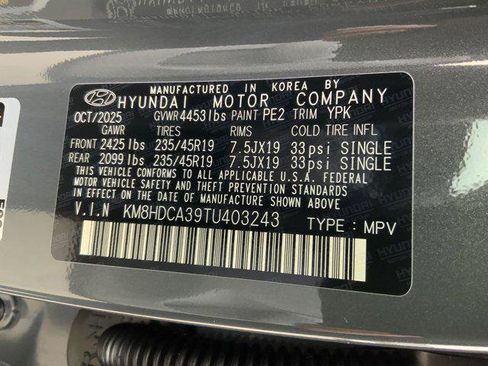 MANUFACTURED IN KOREA BY
HYUNDAI MOTOR COMPANY
OCT/2025 GVWR 4453lbs PAINT PE2 TRIM YPK
GAWR TIRES RIMS COLD TIRE INFL
FRONT 2425 lbs 235/45R19 7.5JX19 33psi SINGLE
REAR 2099 lbs 235/45R19 7.5JX19 33psi SINGLE
THIS VEHICLE CONFORMS TO ALL APPLICABLE U.S.A. FEDERAL
MOTOR VEHICLE SAFETY AND THEFT PREVENTION STANDARDS
IN EFFECT ON THE DATE OF MANUFACTURE SHOWN ABOVE.
V.I.N KM8HDCA39TU403243 TYPE : MPV